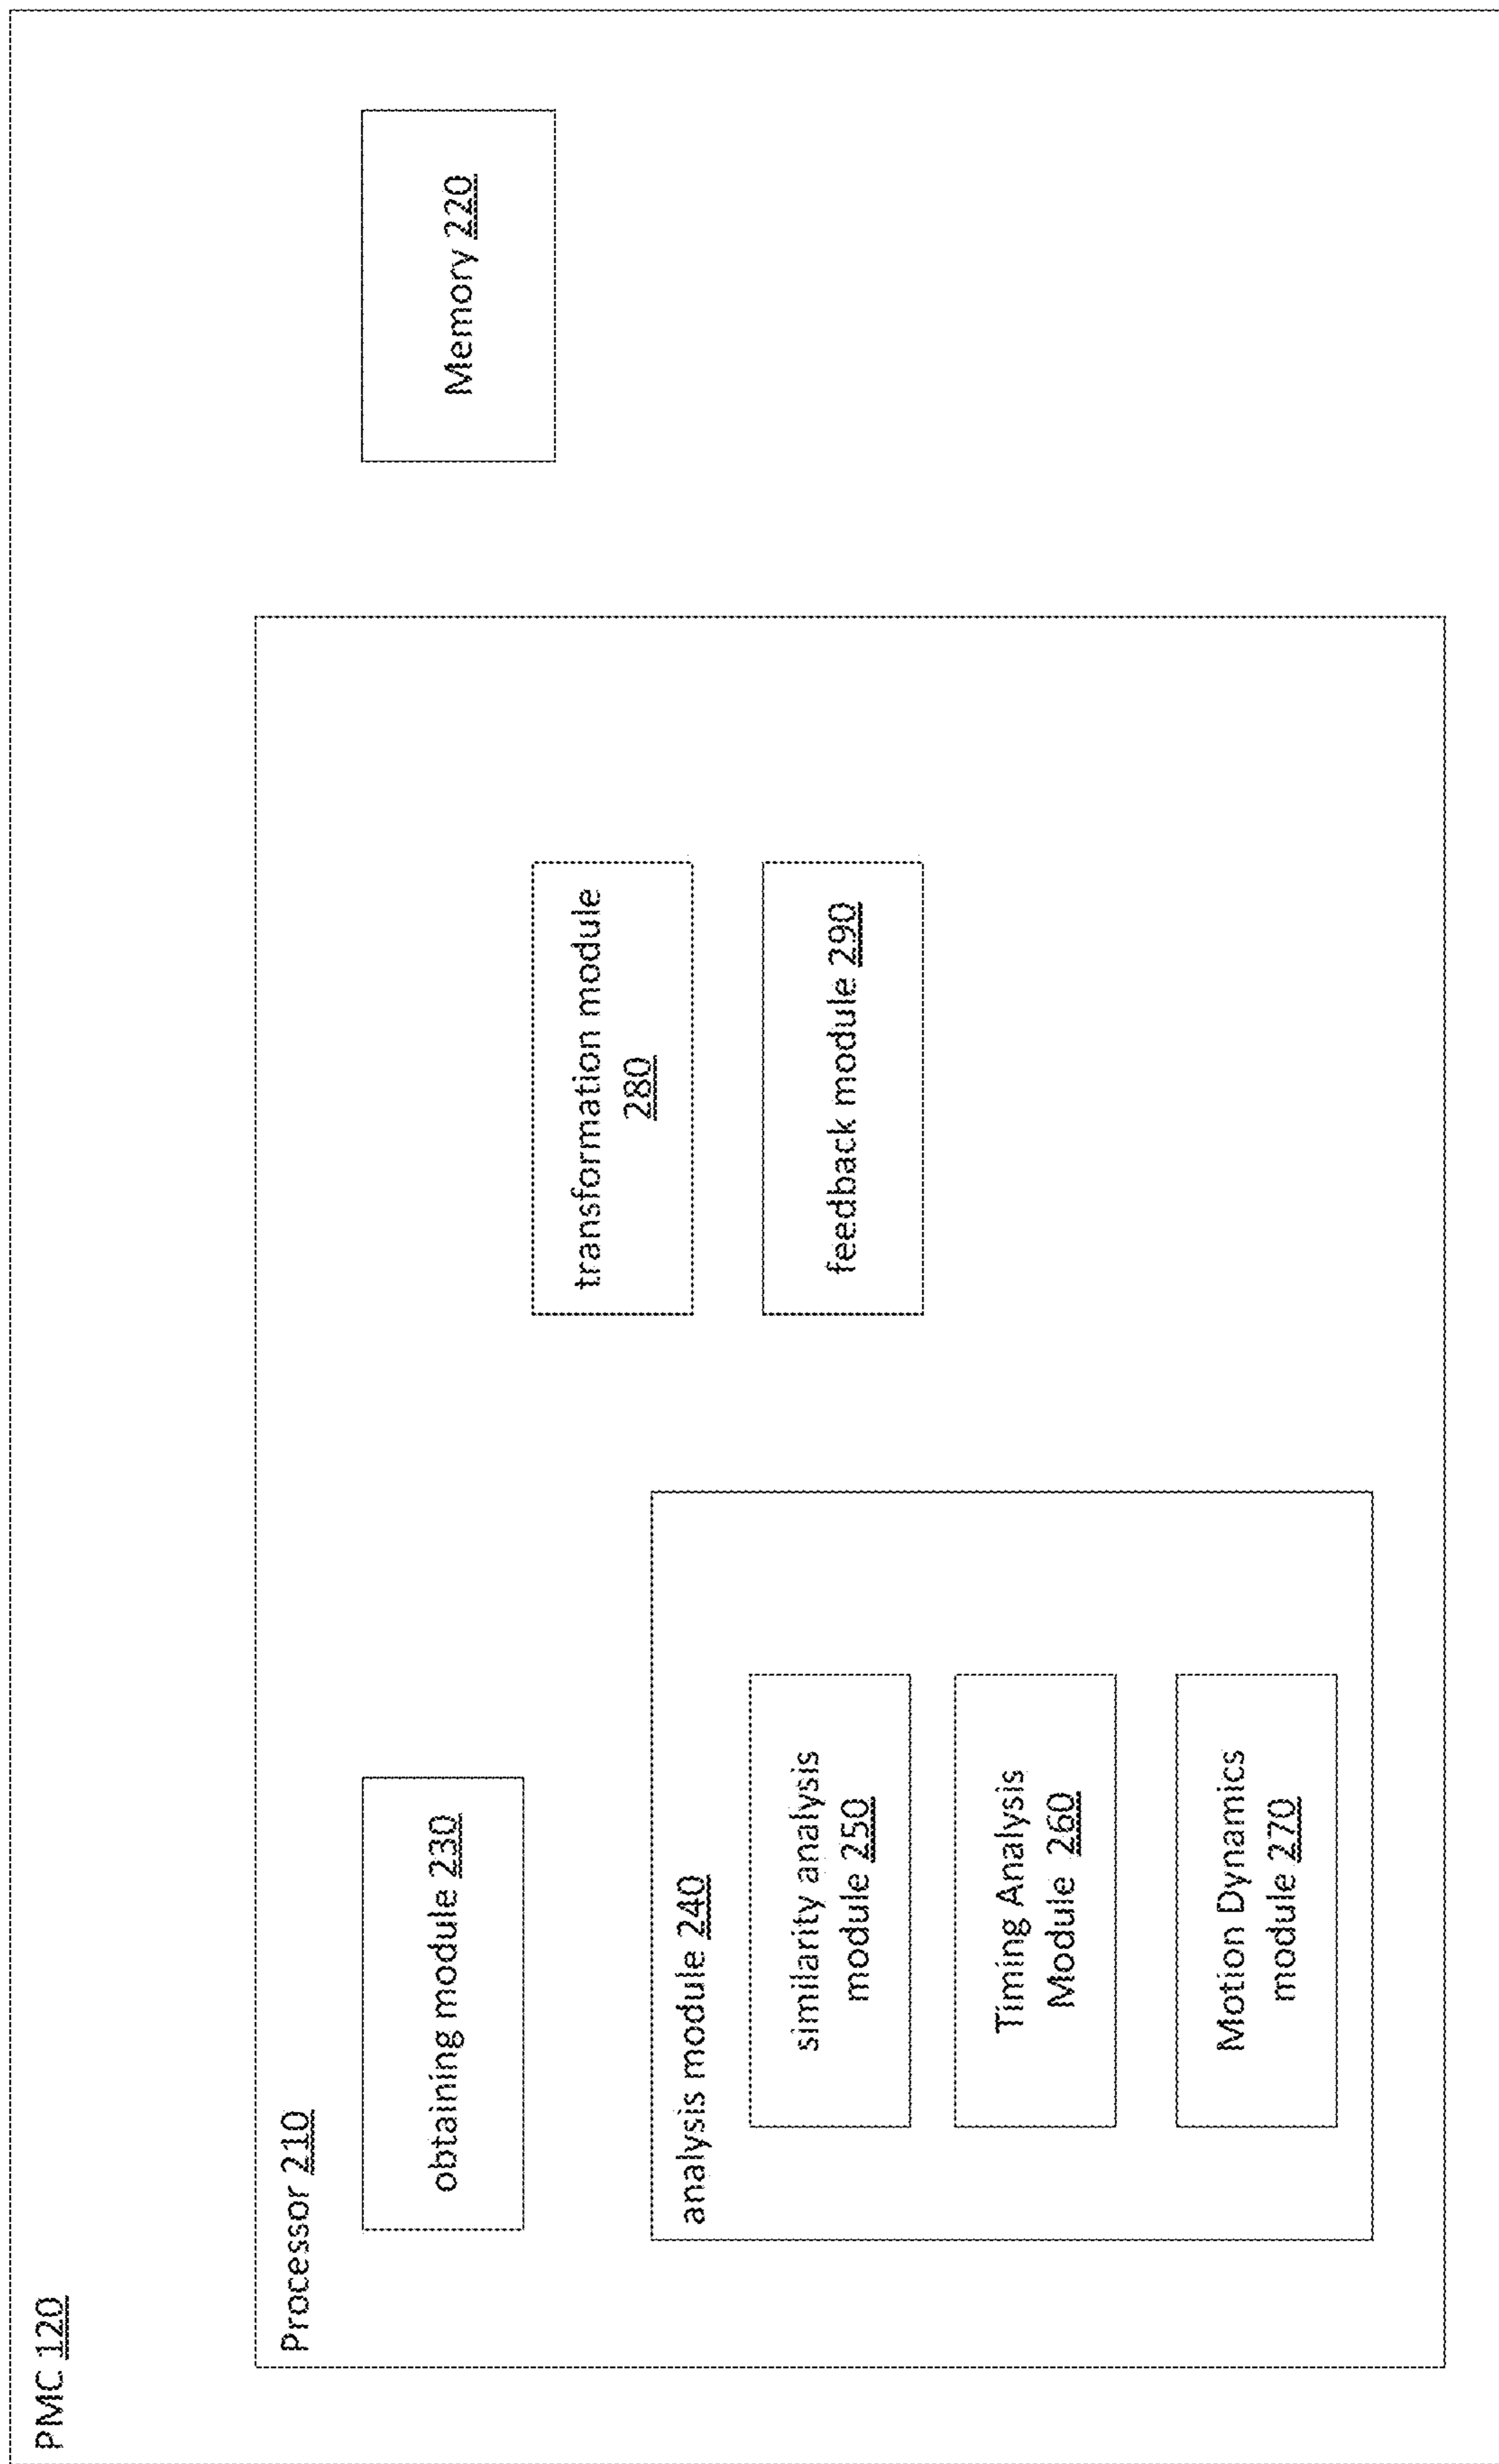 PMC 120
Processor 210
obtaining module 230
analysis module 240
similarity analysis
module 250
Timing Analysis
Module 260
Motion Dynamics
module 270
transformation module
280
feedback module 290
Memory 220